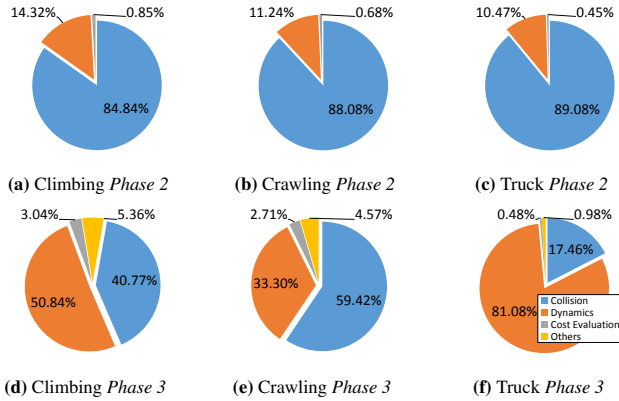 14.32% 0.85% 11.24% 0.68% 10.47% 0.45%
84.84% 88.08% 89.08%
(a) Climbing Phase 2 (b) Crawling Phase 2 (c) Truck Phase 2
3.04% 5.36% 2.71% 4.57% 0.48% 0.98%
50.84% 40.77% 33.30% 59.42% 81.08% 17.46%
Collision
Dynamics
Cost Evaluation
Others
(d) Climbing Phase 3 (e) Crawling Phase 3 (f) Truck Phase 3